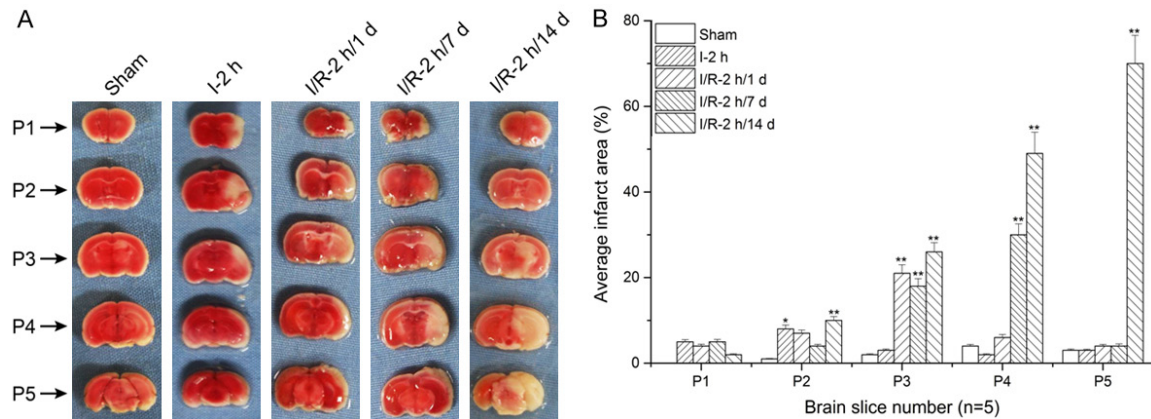 A
Sham
I-2 h
I/R-2 h/1 d
I/R-2 h/7 d
I/R-2 h/14 d
P1
P2
P3
P4
P5
B
Sham
I-2 h
I/R-2 h/1 d
I/R-2 h/7 d
I/R-2 h/14 d
Average infarct area (%)
80
60
40
20
0
* **
** ** **
** **
**
P1 P2 P3 P4 P5
Brain slice number (n=5)